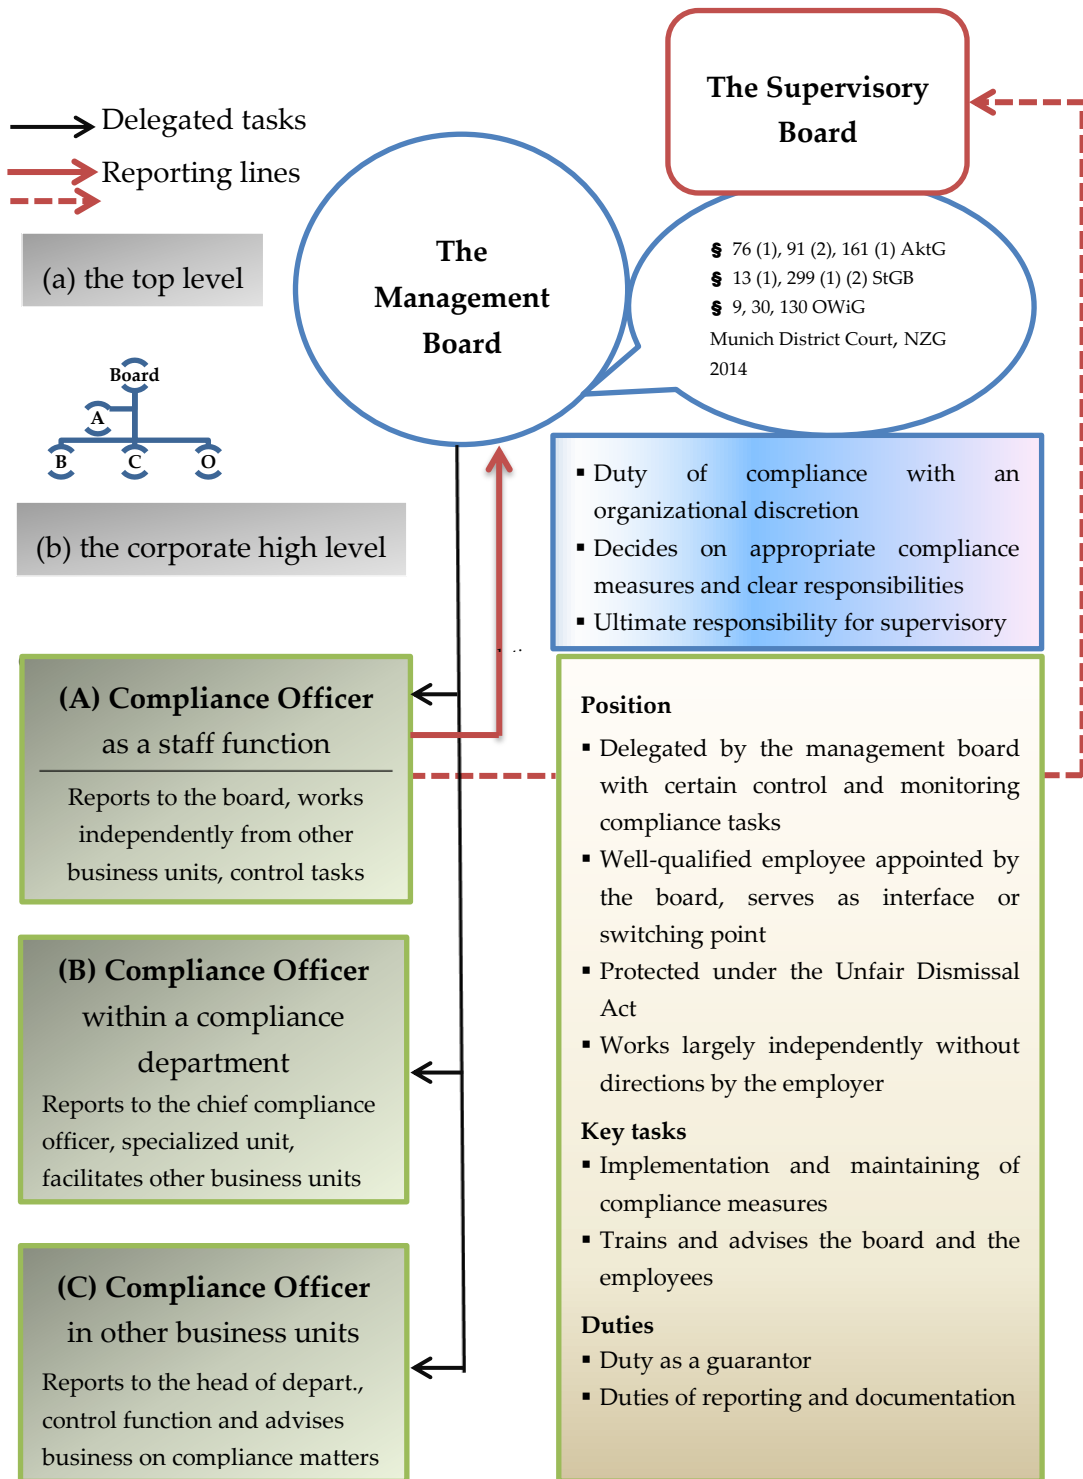 The Supervisory
Board
Delegated tasks
Reporting lines
(a) the top level
The
Management
Board
§ 76 (1), 91 (2), 161 (1) AktG
§ 13 (1), 299 (1) (2) StGB
§ 9, 30, 130 OWiG
Munich District Court, NZG
2014
Board
A
B C O
(b) the corporate high level
▪ Duty of compliance with an
organizational discretion
▪ Decides on appropriate compliance
measures and clear responsibilities
▪ Ultimate responsibility for supervisory
(A) Compliance Officer
as a staff function
Reports to the board, works
independently from other
business units, control tasks
(B) Compliance Officer
within a compliance
department
Reports to the chief compliance
officer, specialized unit,
facilitates other business units
(C) Compliance Officer
in other business units
Reports to the head of depart.,
control function and advises
business on compliance matters
Position
▪ Delegated by the management board
with certain control and monitoring
compliance tasks
▪ Well-qualified employee appointed by
the board, serves as interface or
switching point
▪ Protected under the Unfair Dismissal
Act
▪ Works largely independently without
directions by the employer
Key tasks
▪ Implementation and maintaining of
compliance measures
▪ Trains and advises the board and the
employees
Duties
▪ Duty as a guarantor
▪ Duties of reporting and documentation